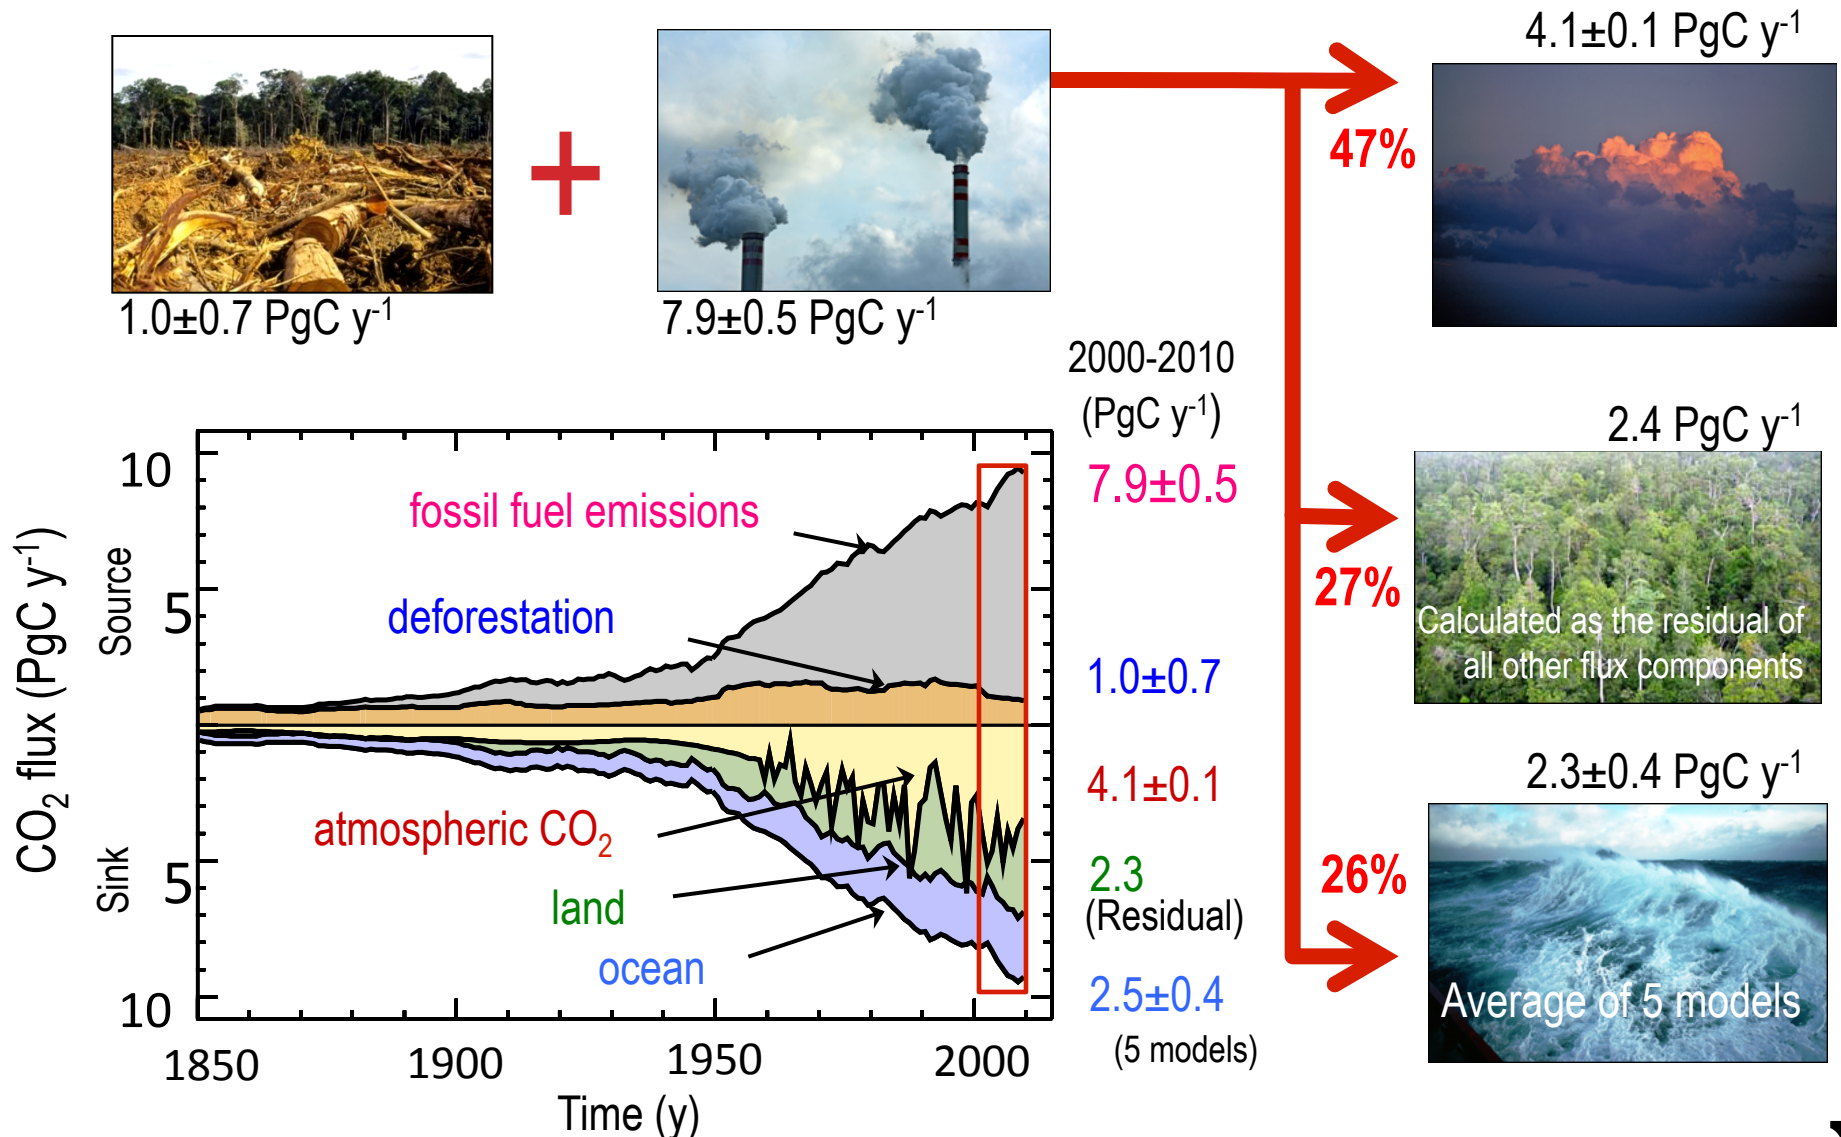 4.1±0.1 PgC y⁻¹
47%
1.0±0.7 PgC y⁻¹
7.9±0.5 PgC y⁻¹
2000-2010
(PgC y⁻¹)
7.9±0.5
1.0±0.7
4.1±0.1
2.3
(Residual)
2.5±0.4
(5 models)
2.4 PgC y⁻¹
27%
Calculated as the residual of
all other flux components
2.3±0.4 PgC y⁻¹
26%
Average of 5 models
CO₂ flux (PgC y⁻¹)
Source
Sink
10
5
5
10
fossil fuel emissions
deforestation
atmospheric CO₂
land
ocean
1850
1900
1950
2000
Time (y)